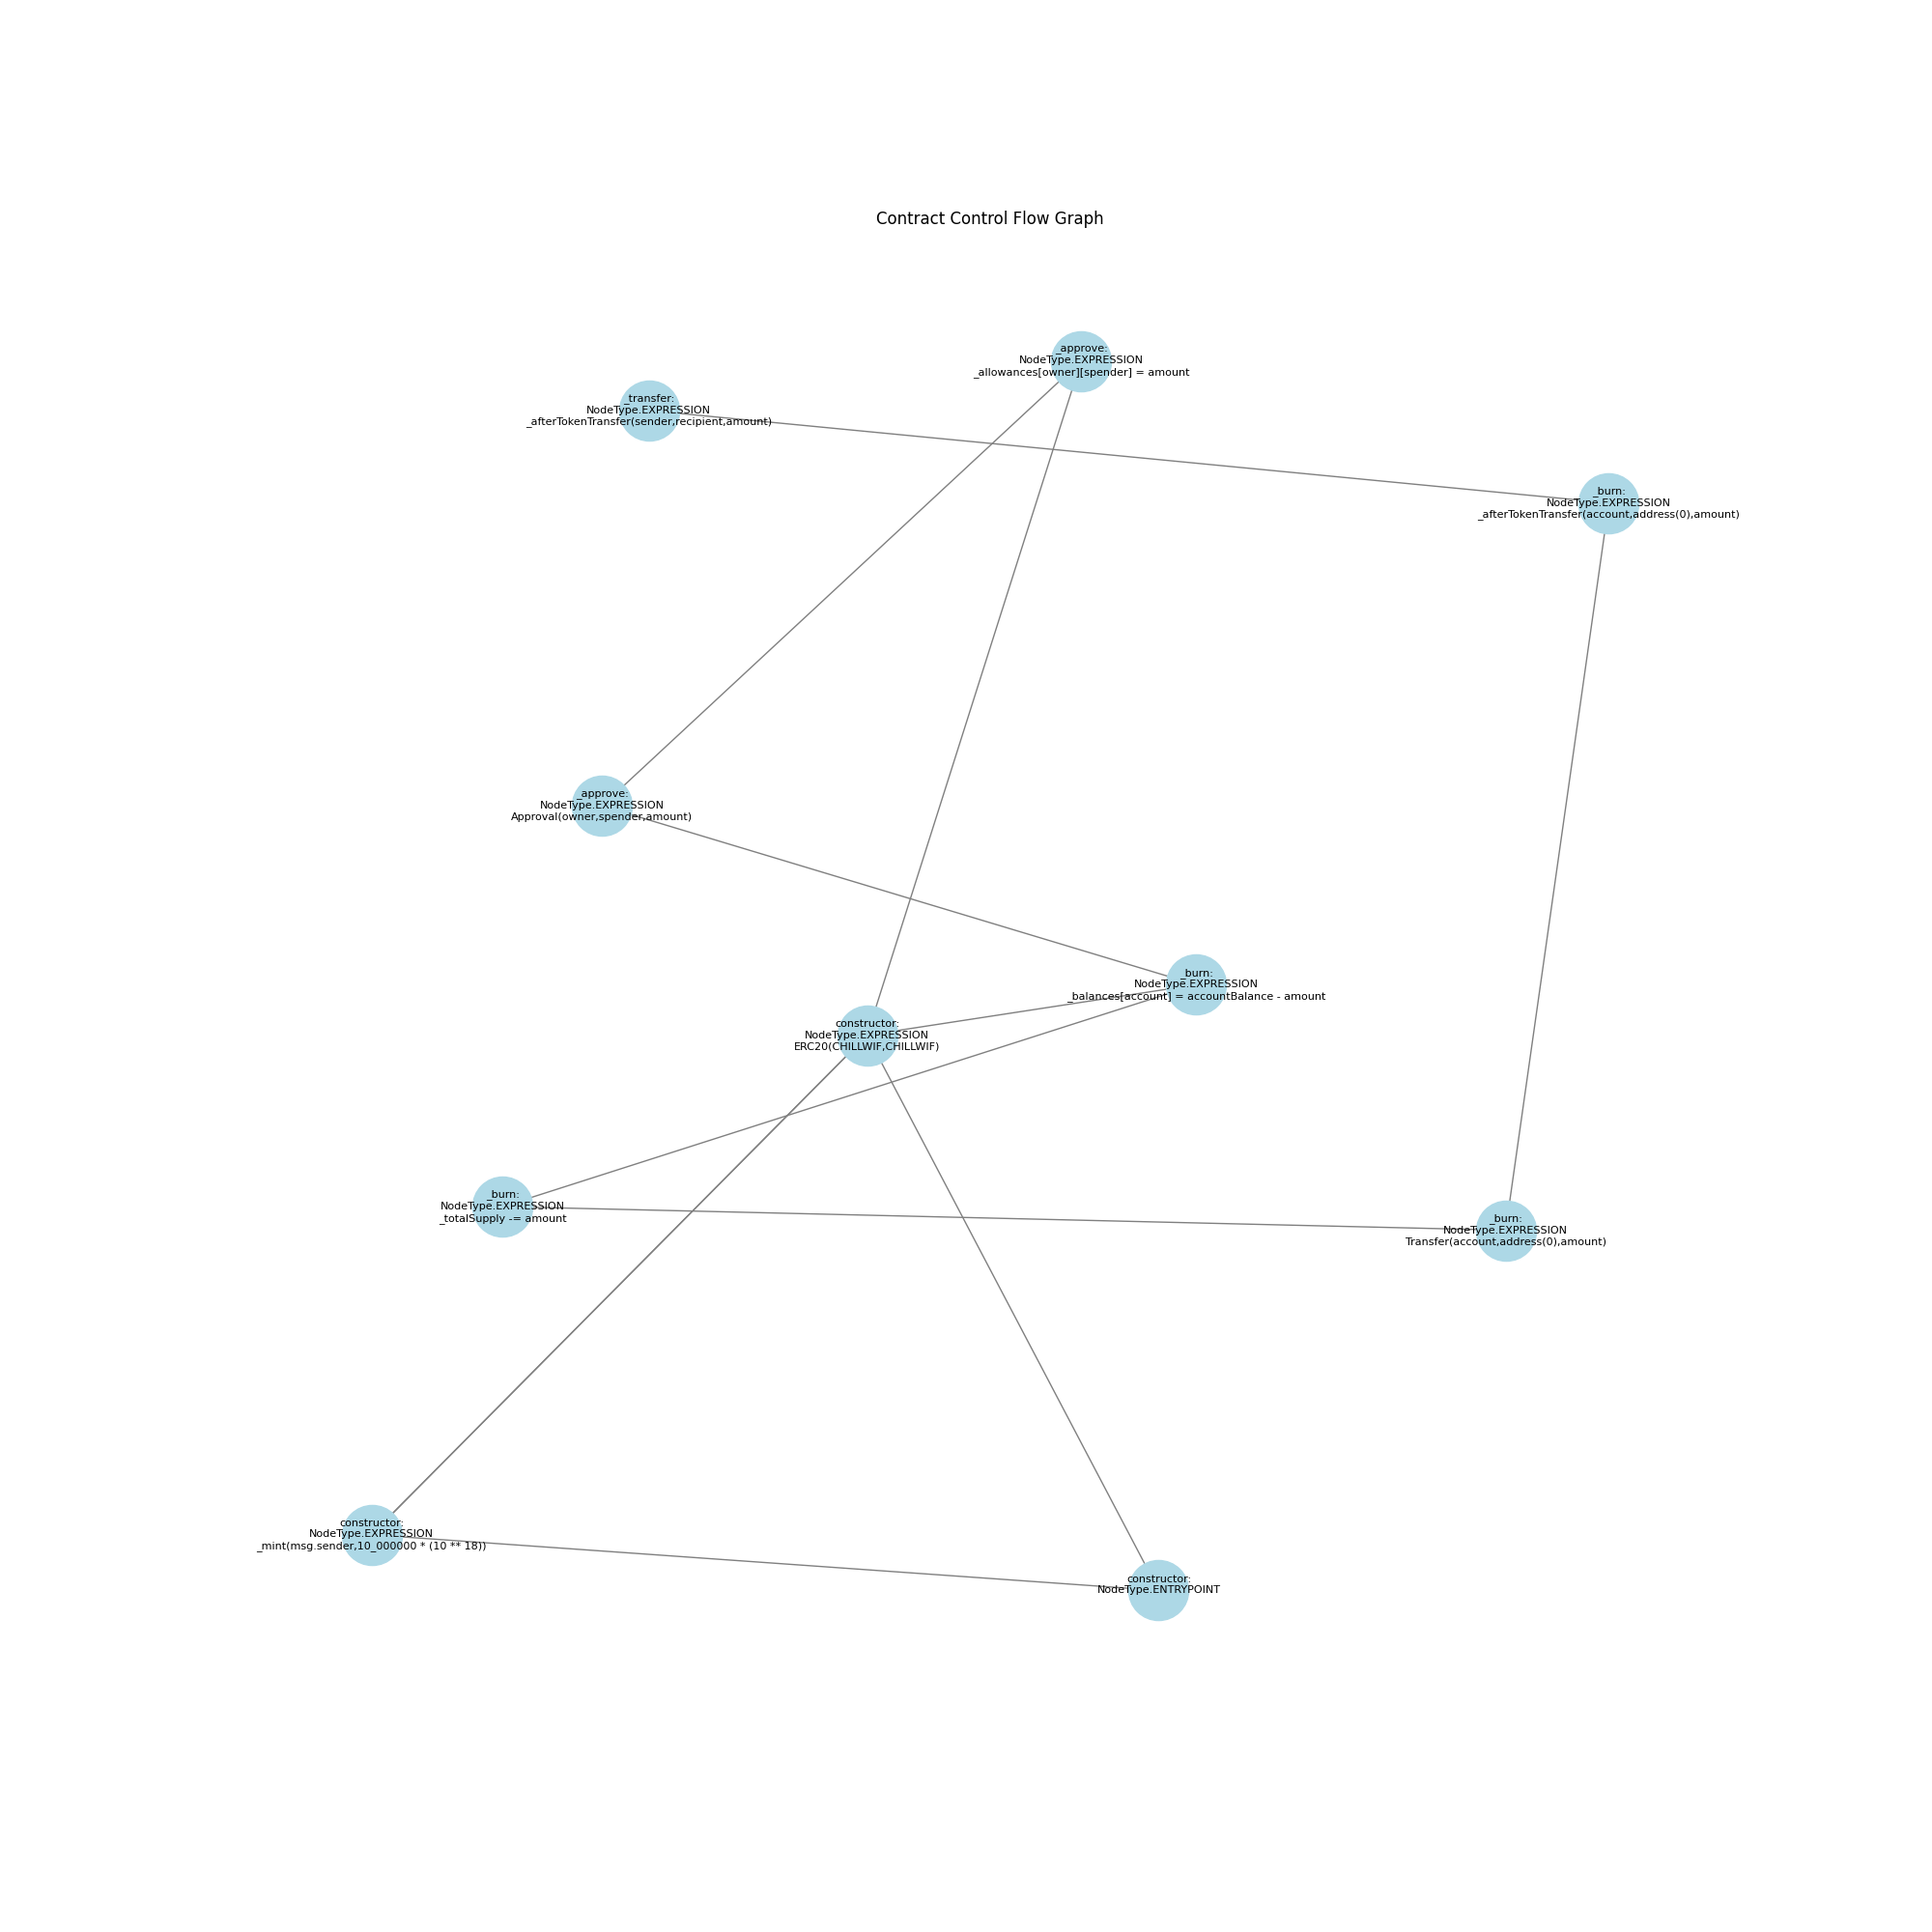 Contract Control Flow Graph
_approve:
NodeType.EXPRESSION
_allowances[owner][spender] = amount
_transfer:
NodeType.EXPRESSION
_afterTokenTransfer(sender,recipient,amount)
_burn:
NodeType.EXPRESSION
_afterTokenTransfer(account,address(0),amount)
_approve:
NodeType.EXPRESSION
Approval(owner,spender,amount)
_burn:
NodeType.EXPRESSION
_balances[account] = accountBalance - amount
constructor:
NodeType.EXPRESSION
ERC20(CHILLWIF,CHILLWIF)
_burn:
NodeType.EXPRESSION
_totalSupply -= amount
_burn:
NodeType.EXPRESSION
Transfer(account,address(0),amount)
constructor:
NodeType.EXPRESSION
_mint(msg.sender,10_000000 * (10 ** 18))
constructor:
NodeType.ENTRYPOINT